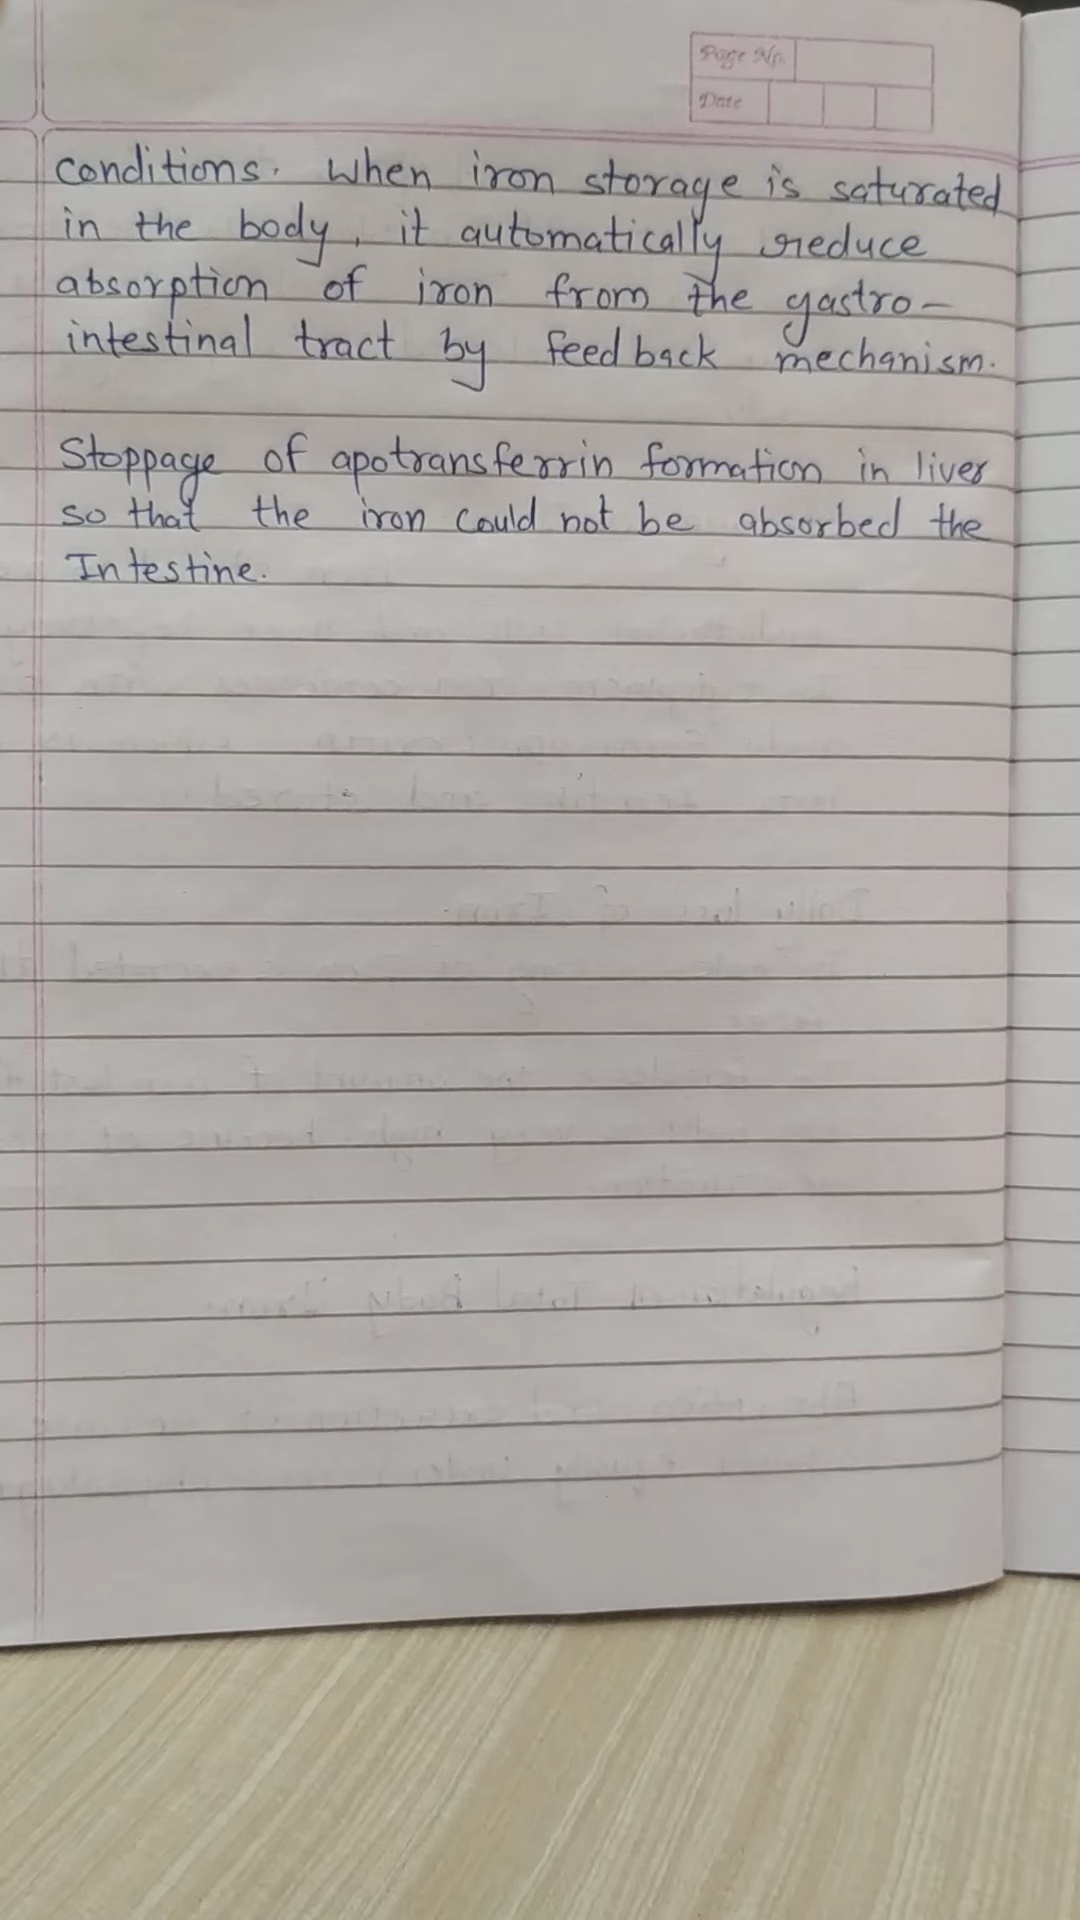 Page No.
Date
conditions. When iron storage is saturated
in the body, it automatically reduce
absorption of iron from the gastro-
intestinal tract by feed back mechanism.
Stoppage of apotransferrin formation in liver
so that the iron could not be absorbed the
Intestine.